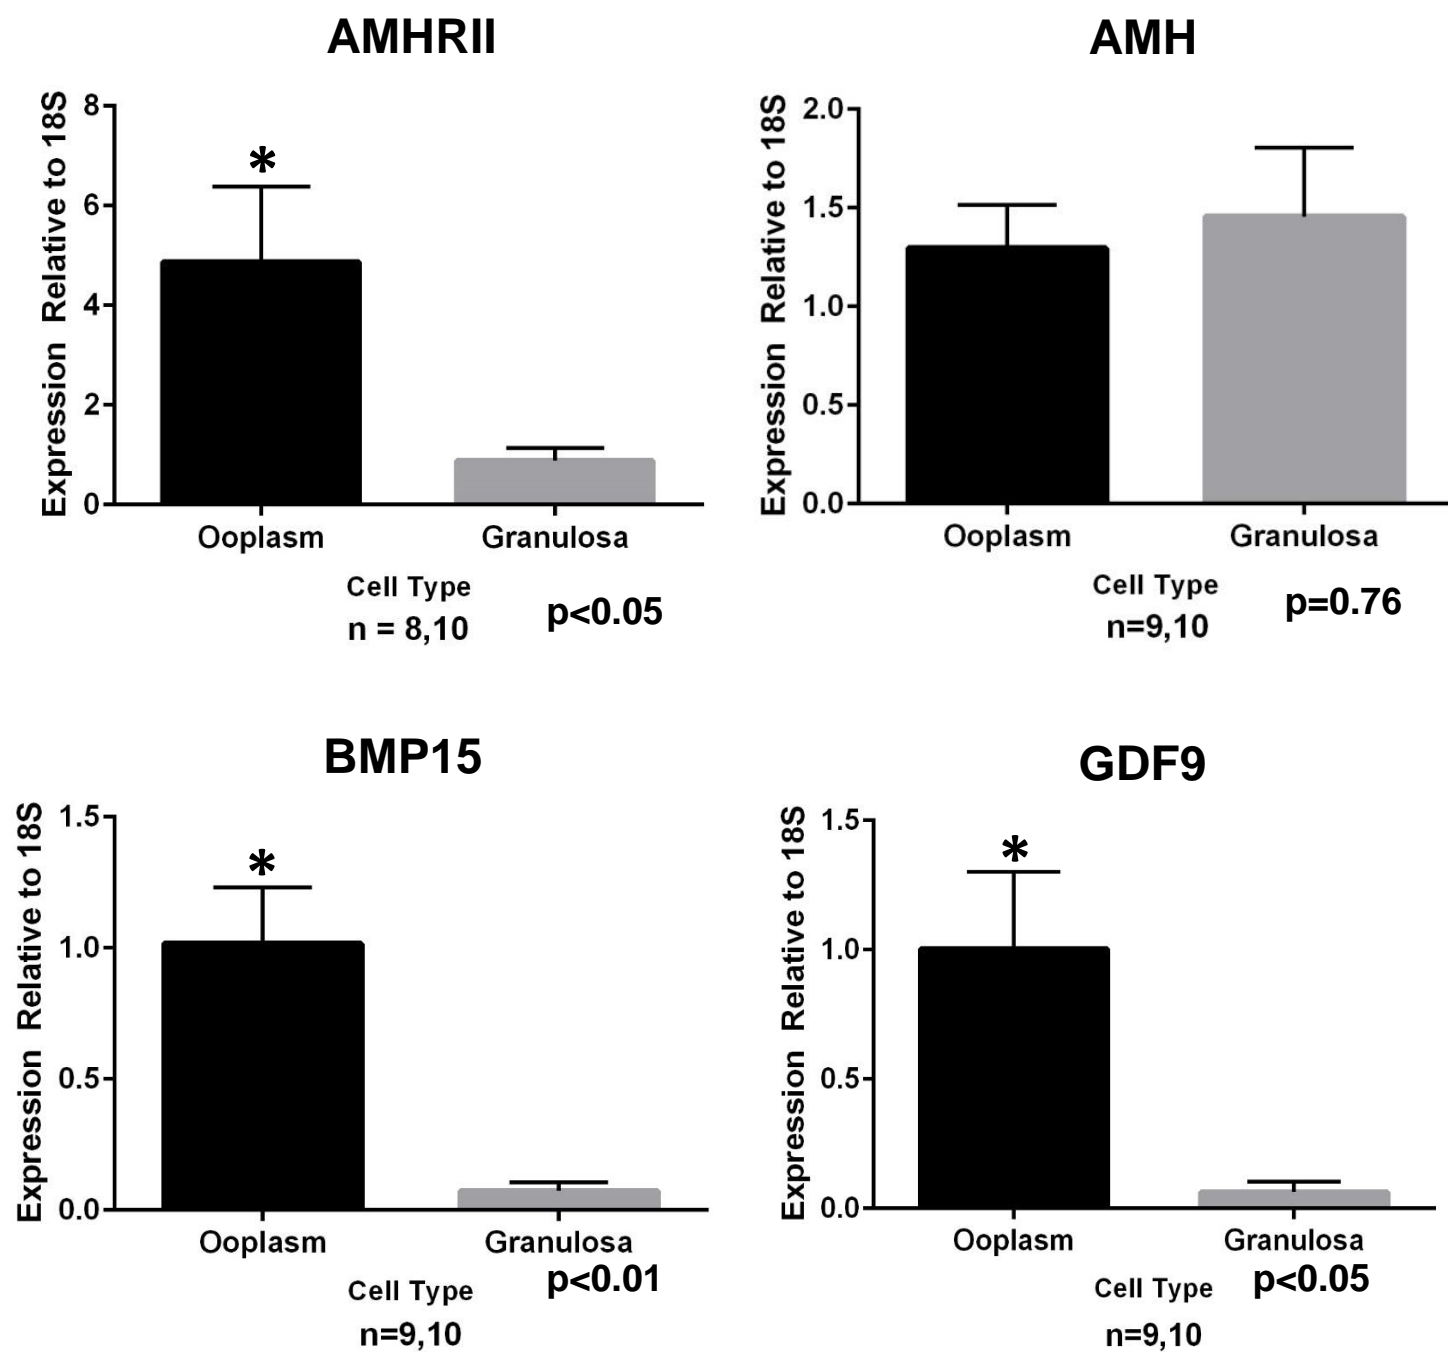 AMHRII
Expression Relative to 18S
8
6
4
2
0
*
Ooplasm Granulosa
Cell Type
n = 8,10
p<0.05
AMH
Expression Relative to 18S
2.0
1.5
1.0
0.5
0.0
Ooplasm Granulosa
Cell Type
n=9,10
p=0.76
BMP15
Expression Relative to 18S
1.5
1.0
0.5
0.0
*
Ooplasm Granulosa
Cell Type
n=9,10
p<0.01
GDF9
Expression Relative to 18S
1.5
1.0
0.5
0.0
*
Ooplasm Granulosa
Cell Type
n=9,10
p<0.05